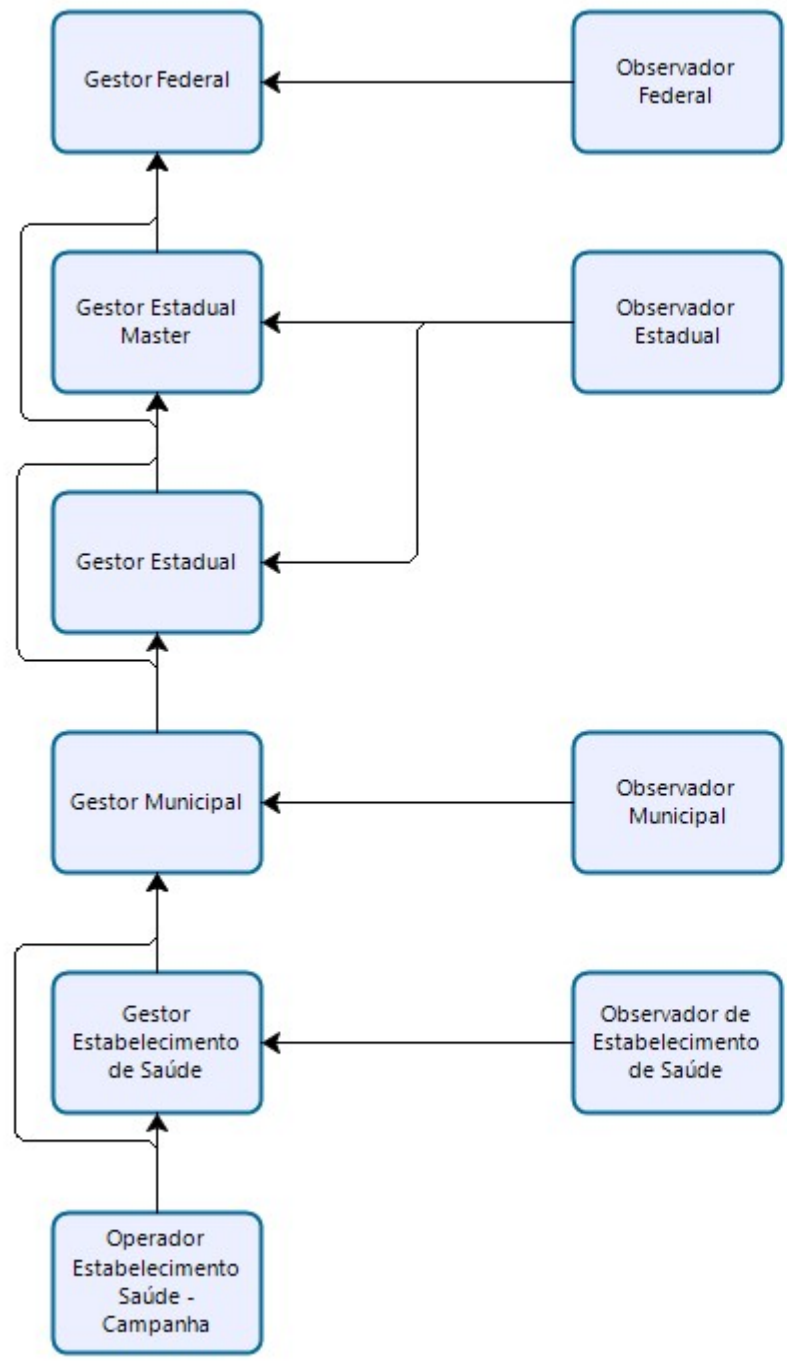 Gestor Federal
Observador
Federal
Gestor Estadual
Master
Observador
Estadual
Gestor Estadual
Gestor Municipal
Observador
Municipal
Gestor
Estabelecimento
de Saúde
Observador de
Estabelecimento
de Saúde
Operador
Estabelecimento
Saúde -
Campanha